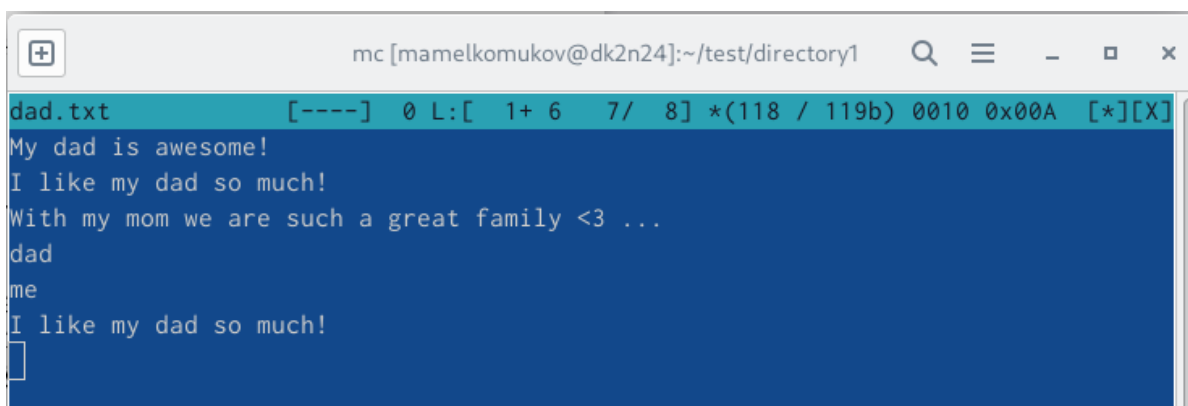 mc [mamelkomukov@dk2n24]:~/test/directory1
dad.txt [----] 0 L:[ 1+ 6 7/ 8] *(118 / 119b) 0010 0x00A [*][X]
My dad is awesome!
I like my dad so much!
With my mom we are such a great family <3 ...
dad
me
I like my dad so much!